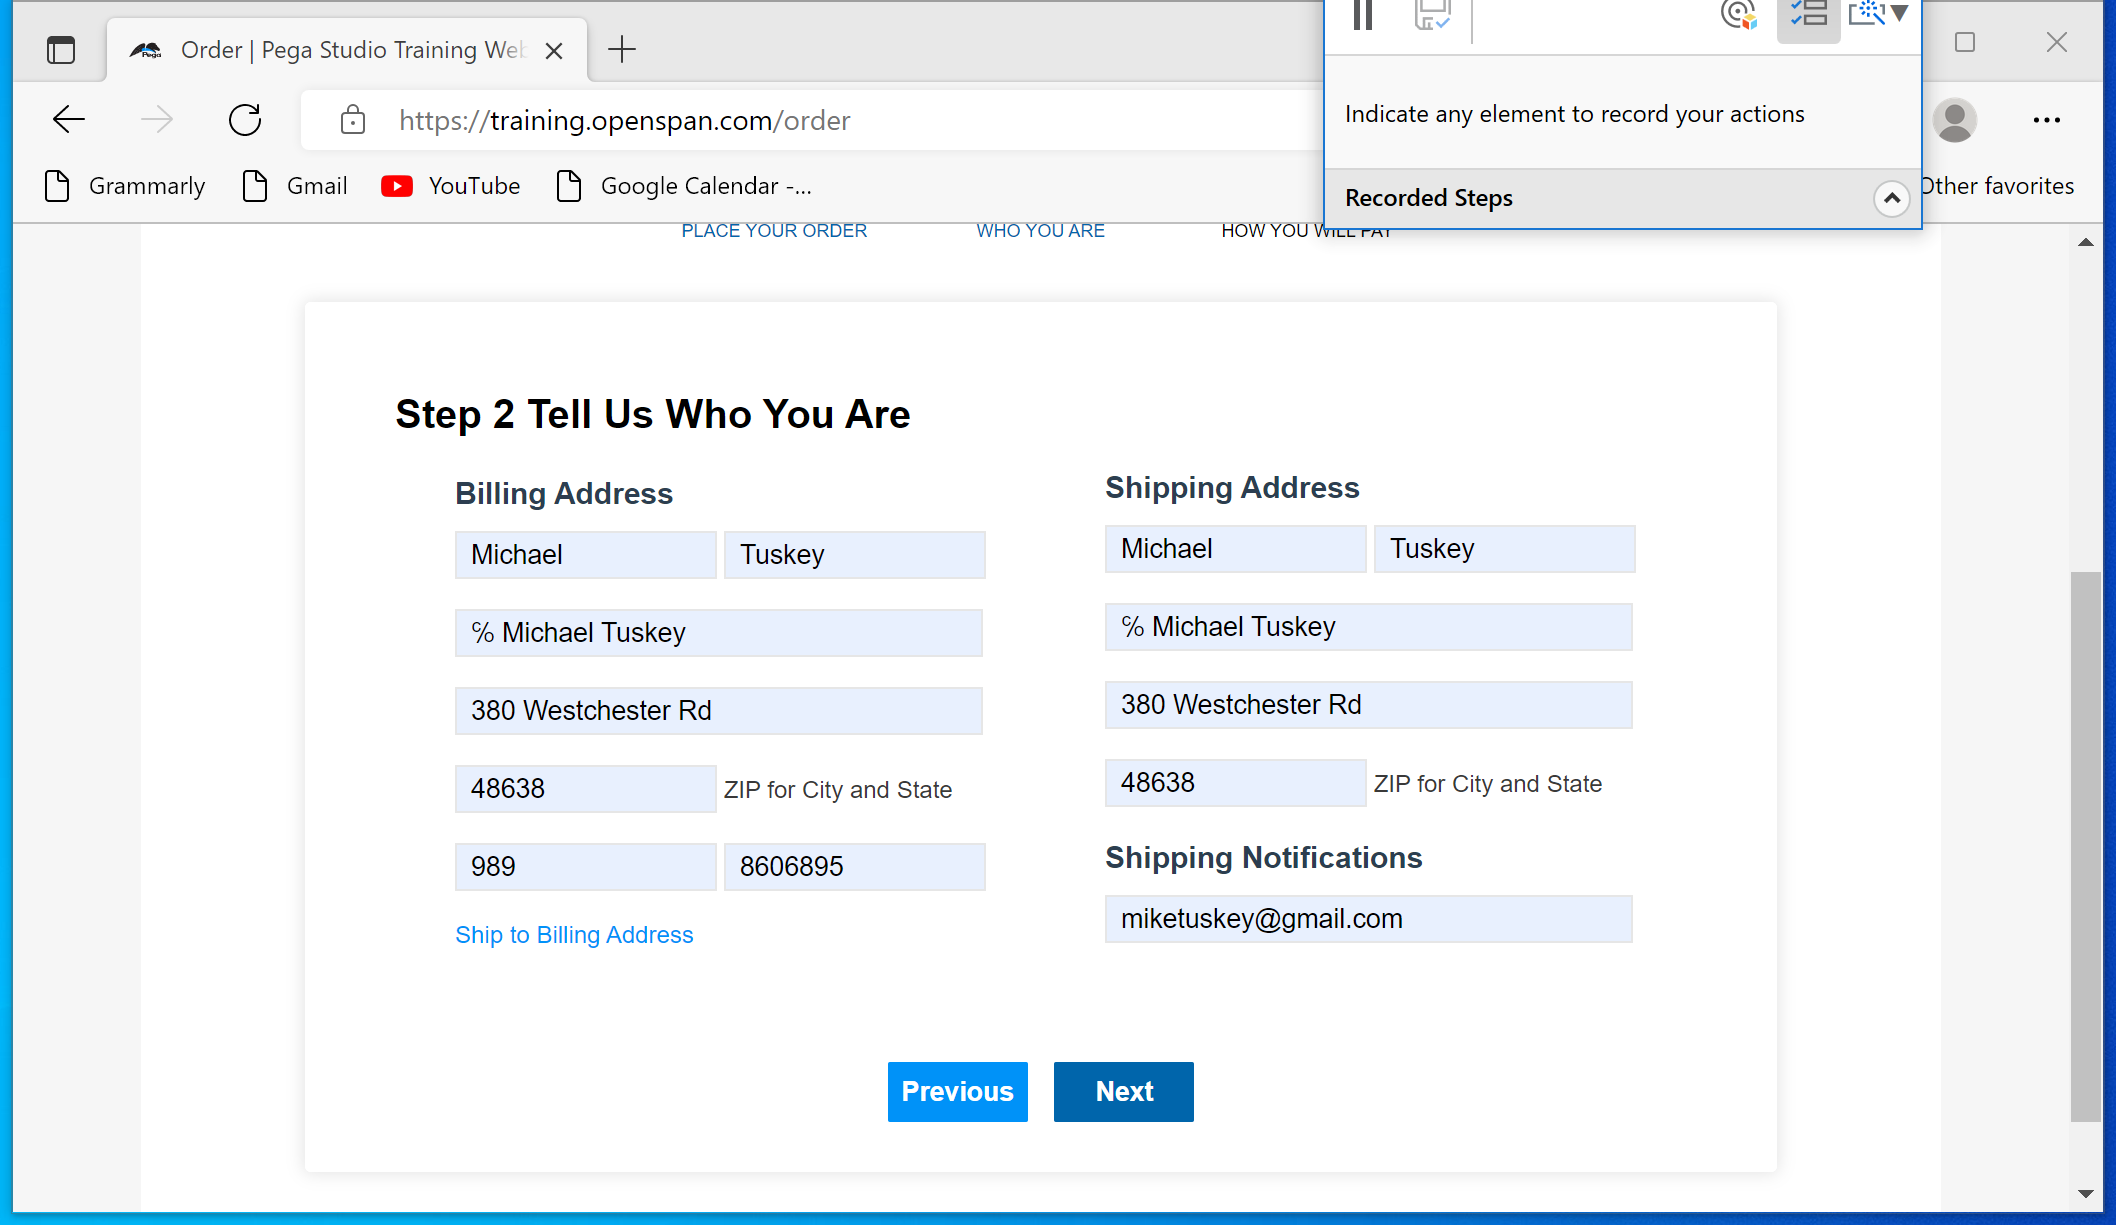 Order | Pega Studio Training Web
https://training.openspan.com/order
Indicate any element to record your actions
Grammarly
Gmail
YouTube
Google Calendar -...
Recorded Steps
Other favorites
PLACE YOUR ORDER
WHO YOU ARE
HOW YOU WILL PAY
Step 2 Tell Us Who You Are
Billing Address
Michael
Tuskey
℅ Michael Tuskey
380 Westchester Rd
48638
ZIP for City and State
989
8606895
Ship to Billing Address
Shipping Address
Michael
Tuskey
℅ Michael Tuskey
380 Westchester Rd
48638
ZIP for City and State
Shipping Notifications
miketuskey@gmail.com
Previous
Next